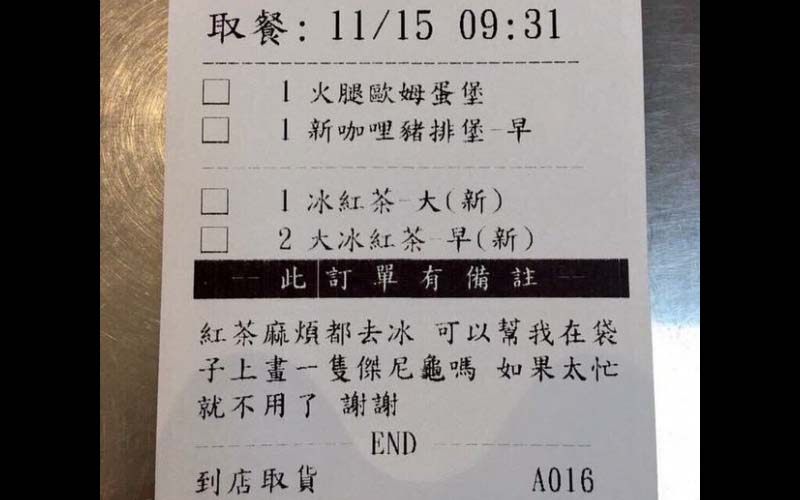 取餐: 11/15 09:31
1 火腿歐姆蛋堡
1 新咖哩豬排堡-早
1 冰紅茶-大(新)
2 大冰紅茶-早(新)
-- 此訂單有備註 --
紅茶麻煩都去冰 可以幫我在袋
子上畫一隻傑尼龜嗎 如果太忙
就不用了 謝謝
END
到店取貨 A016